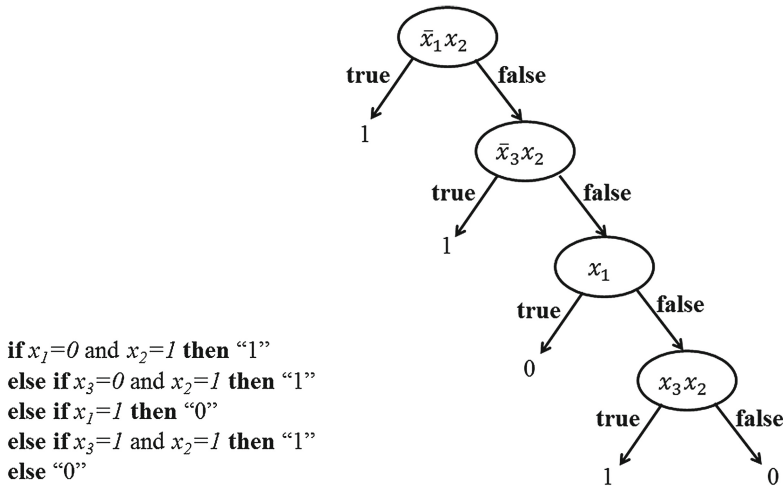 x̄₁x₂
true
false
1
x̄₃x₂
true
false
1
x₁
true
false
0
x₃x₂
true
false
1
0
if x₁=0 and x₂=1 then “1”
else if x₃=0 and x₂=1 then “1”
else if x₁=1 then “0”
else if x₃=1 and x₂=1 then “1”
else “0”